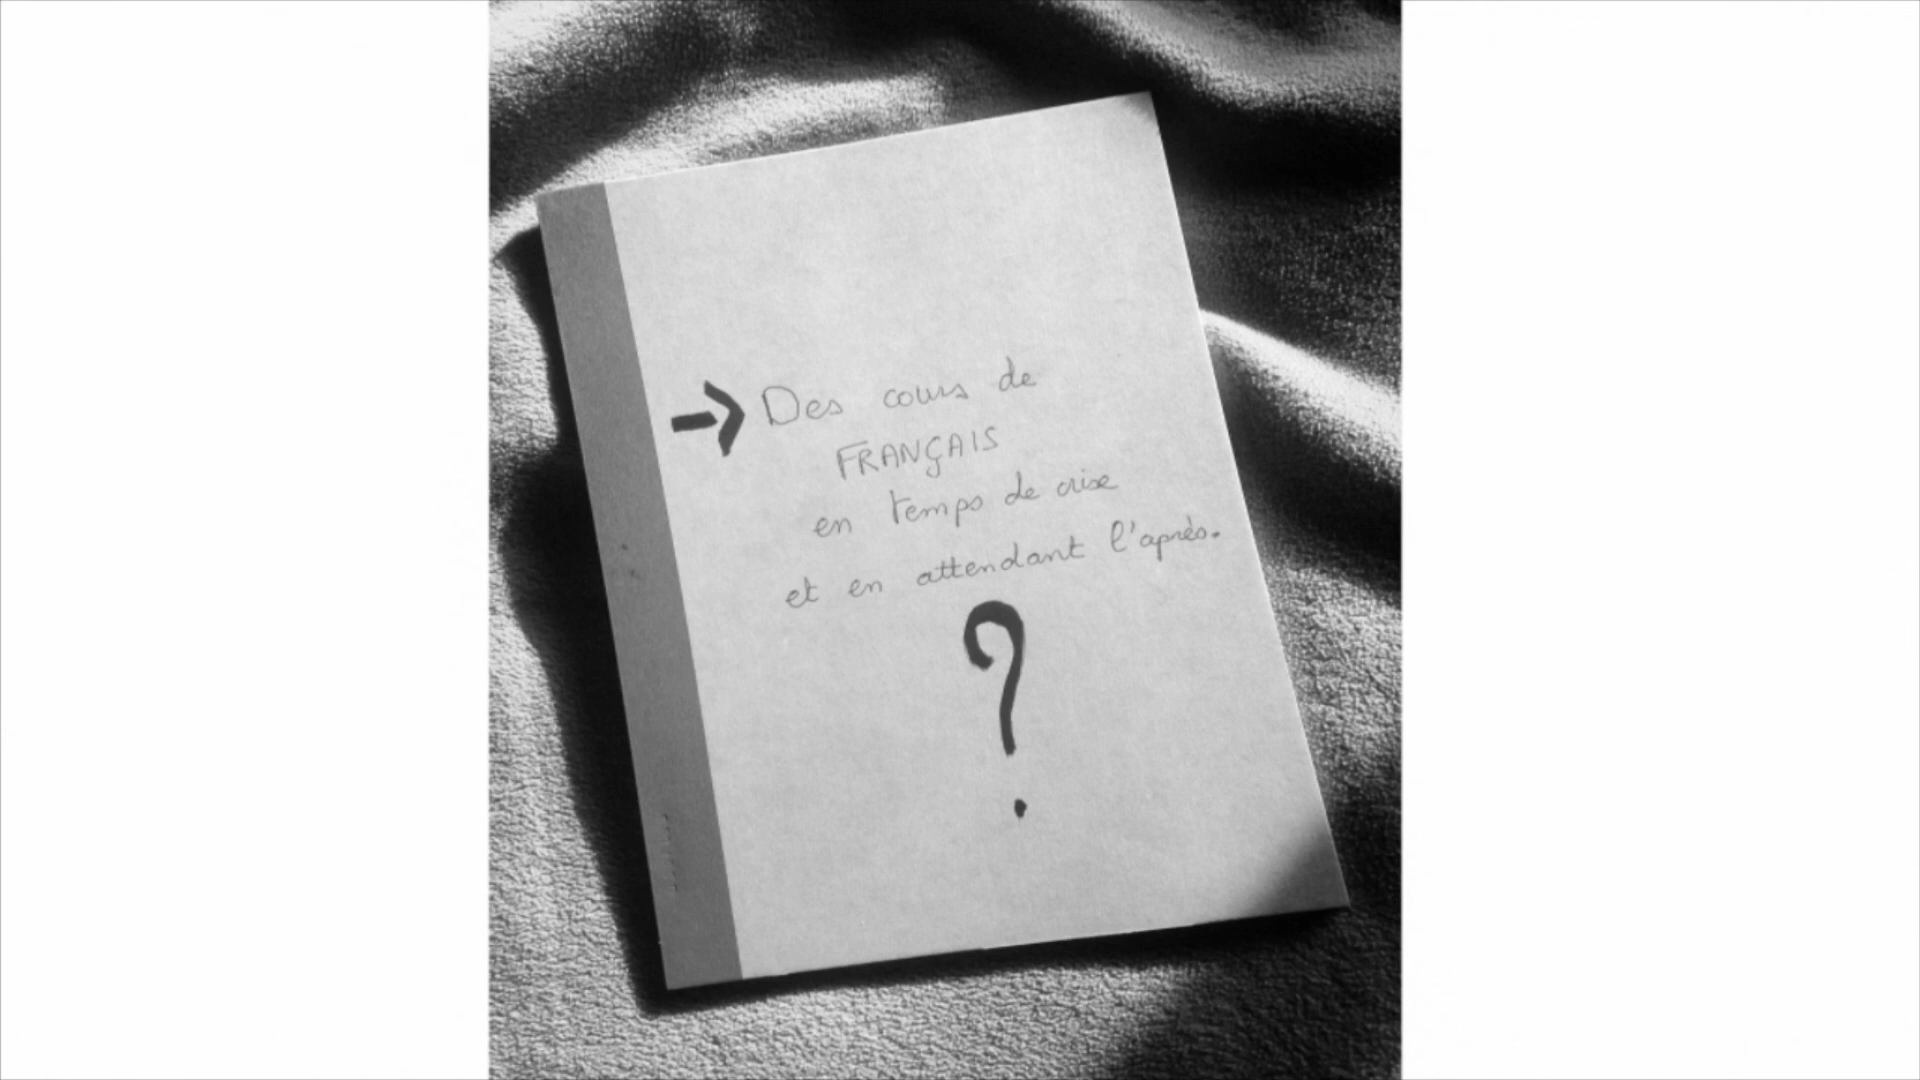 → Des cours de
FRANÇAIS
en temps de crise
et en attendant l'après.
?